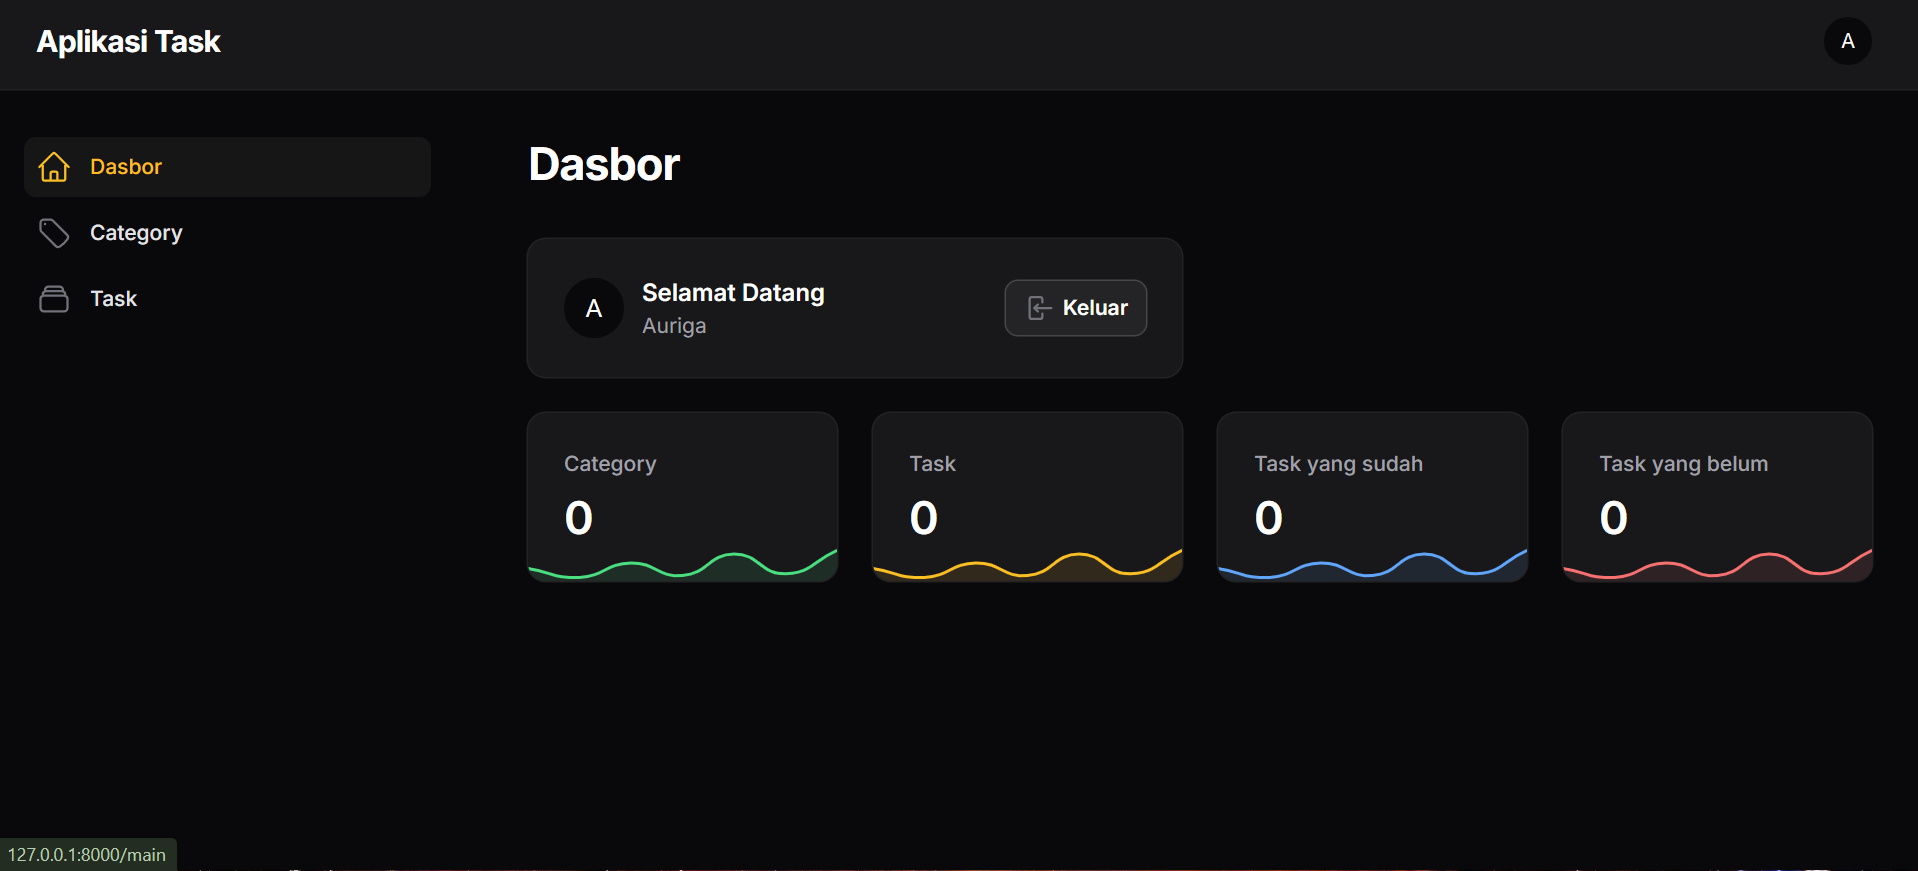 Aplikasi Task
A
Dasbor
Category
Task
Dasbor
A
Selamat Datang
Auriga
Keluar
Category
0
Task
0
Task yang sudah
0
Task yang belum
0
127.0.0.1:8000/main